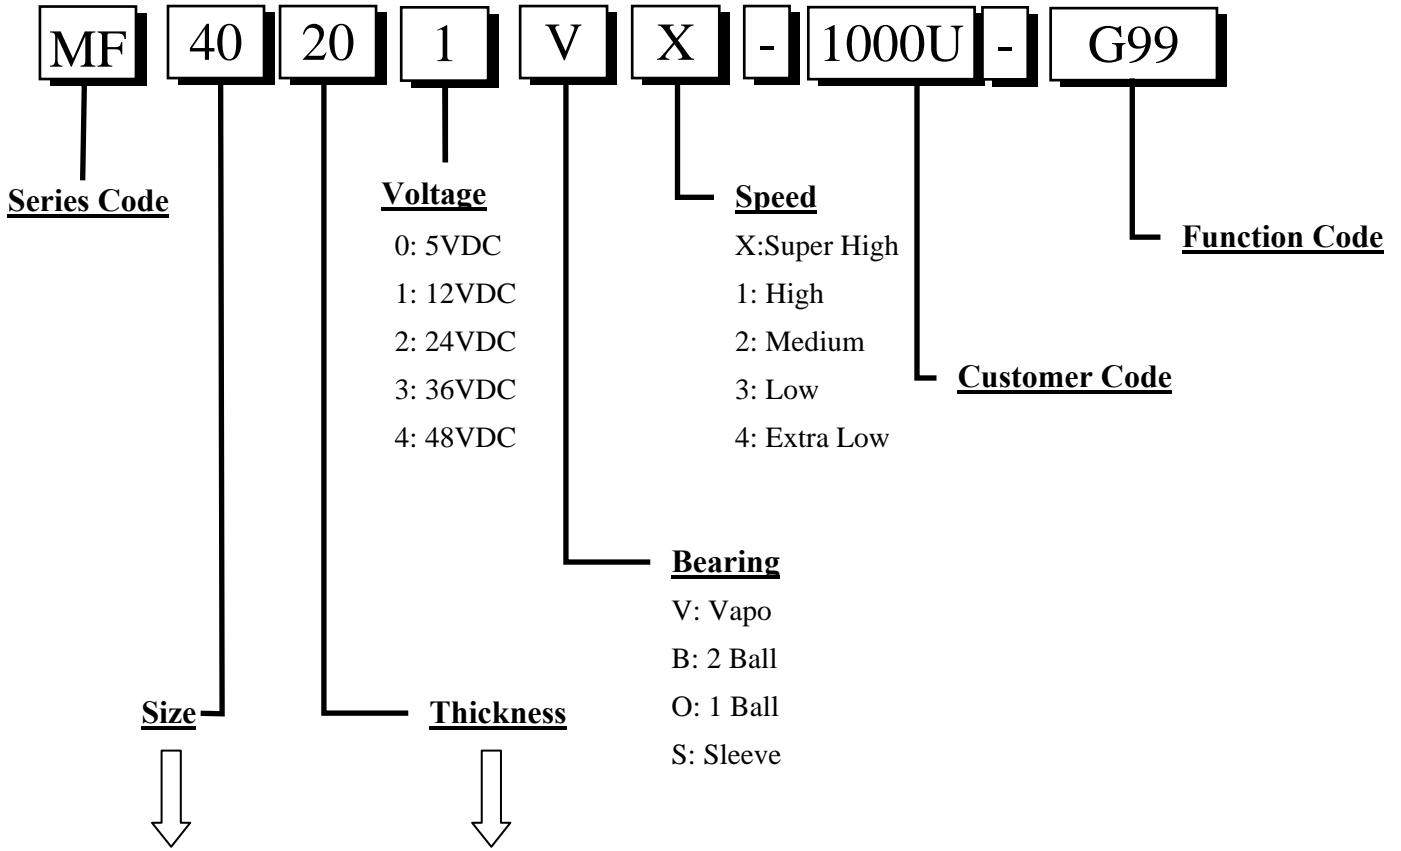 MF 40 20 1 V X - 1000U - G99
Series Code
Voltage
0: 5VDC
1: 12VDC
2: 24VDC
3: 36VDC
4: 48VDC
Speed
X:Super High
1: High
2: Medium
3: Low
4: Extra Low
Function Code
Customer Code
Bearing
V: Vapo
B: 2 Ball
O: 1 Ball
S: Sleeve
Size
Thickness